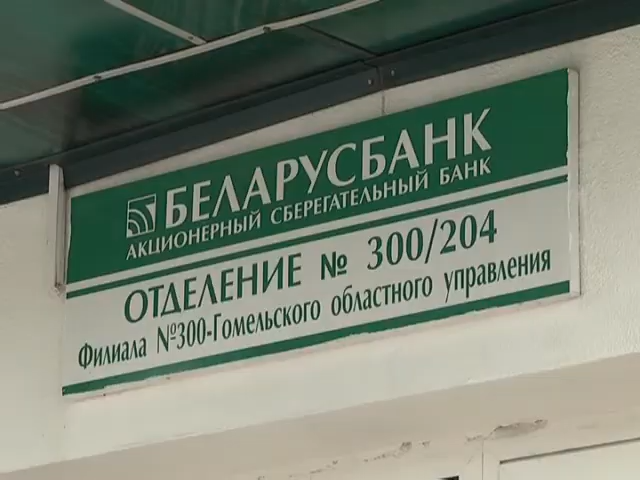 БЕЛАРУСБАНК
АКЦИОНЕРНЫЙ СБЕРЕГАТЕЛЬНЫЙ БАНК
ОТДЕЛЕНИЕ № 300/204
Филиала №300-Гомельского областного управления